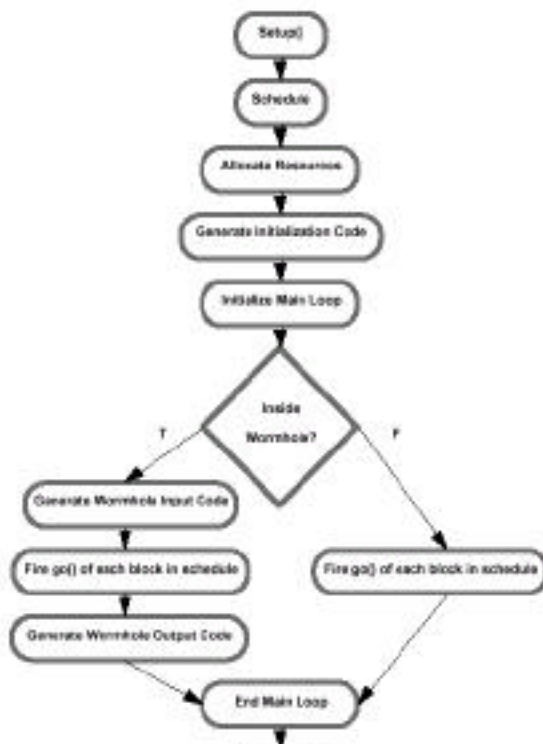 Setup()
Schedule
Allocate Resources
Generate Initialization Code
Initialize Main Loop
Inside
Wormhole?
T
F
Generate Wormhole Input Code
Fire go() of each block in schedule
Fire go() of each block in schedule
Generate Wormhole Output Code
End Main Loop